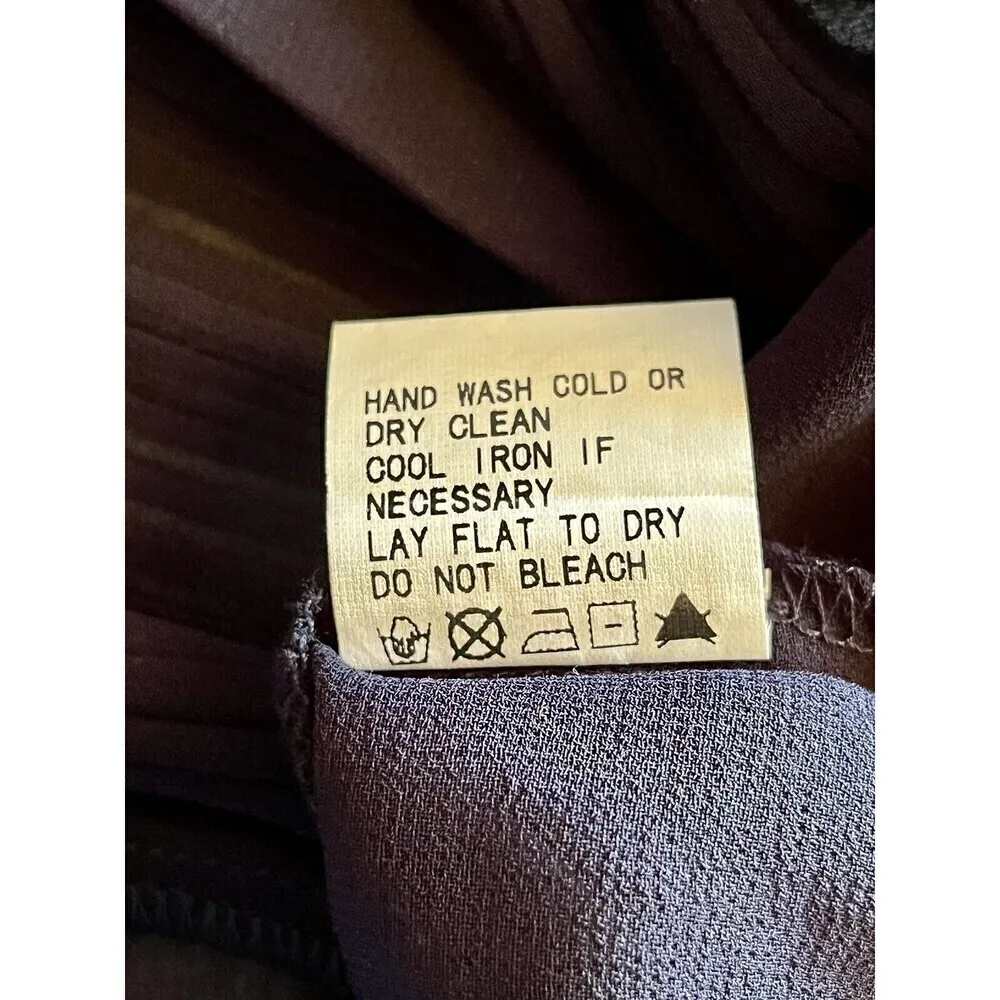 HAND WASH COLD OR
DRY CLEAN
COOL IRON IF
NECESSARY
LAY FLAT TO DRY
DO NOT BLEACH